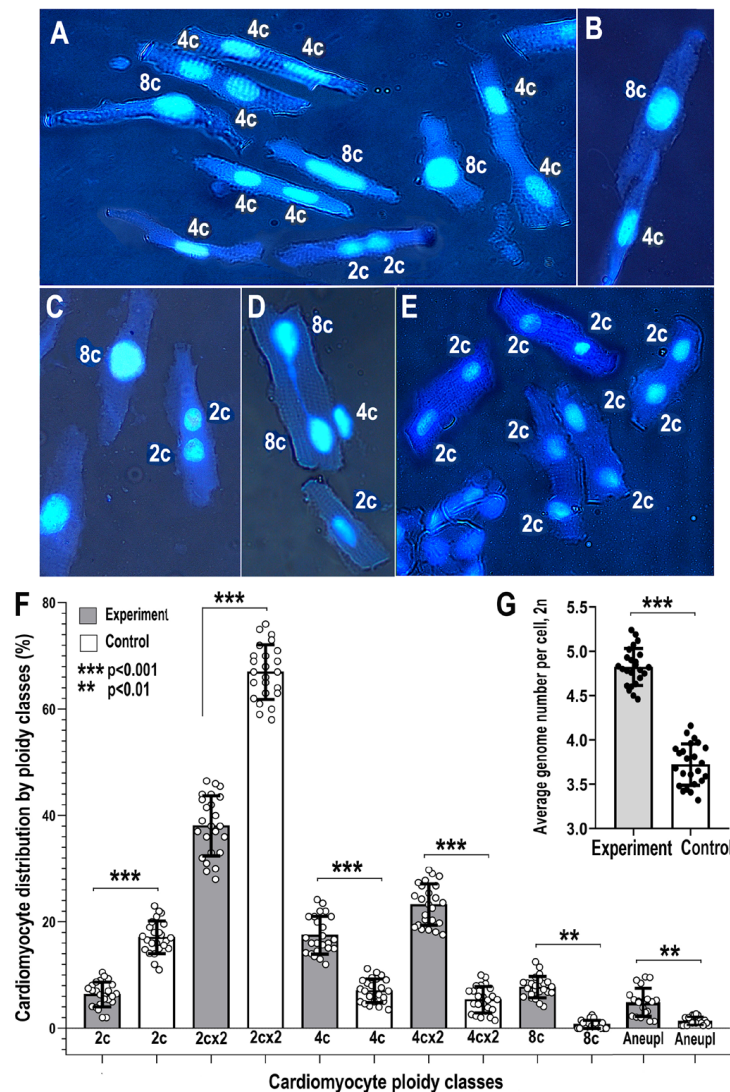 A
4c
4c
4c
4c
8c
4c
8c
8c
4c
4c
4c
4c
2c
2c
B
8c
4c
C
8c
2c
2c
D
8c
8c
4c
2c
E
2c
2c
2c
2c
2c
2c
2c
2c
2c
2c
F
Cardiomyocyte distribution by ploidy classes (%)
80
60
40
20
0
Experiment
Control
*** p<0.001
** p<0.01
***
***
***
***
**
**
2c
2c
2cx2
2cx2
4c
4c
4cx2
4cx2
8c
8c
Aneupl
Aneupl
Cardiomyocyte ploidy classes
G
Average genome number per cell, 2n
5.5
5.0
4.5
4.0
3.5
3.0
***
Experiment
Control